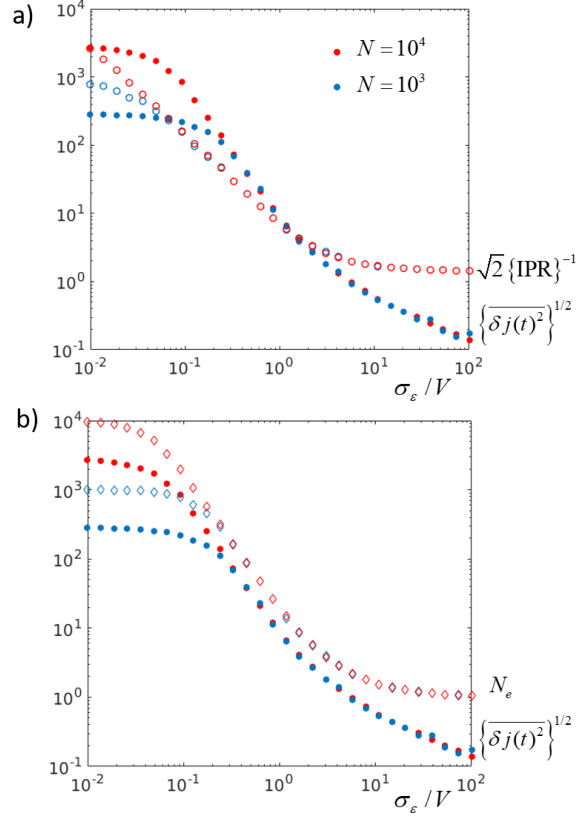 a)
10^4
N = 10^4
N = 10^3
10^3
10^2
10^1
10^0
√2 {IPR}^−1
{\overline{δ j(t)^2}}^1/2
10^-1
10^-2 10^-1 10^0 10^1 10^2
σ_ε / V
b)
10^4
10^3
10^2
10^1
10^0
N_e
{\overline{δ j(t)^2}}^1/2
10^-1
10^-2 10^-1 10^0 10^1 10^2
σ_ε / V